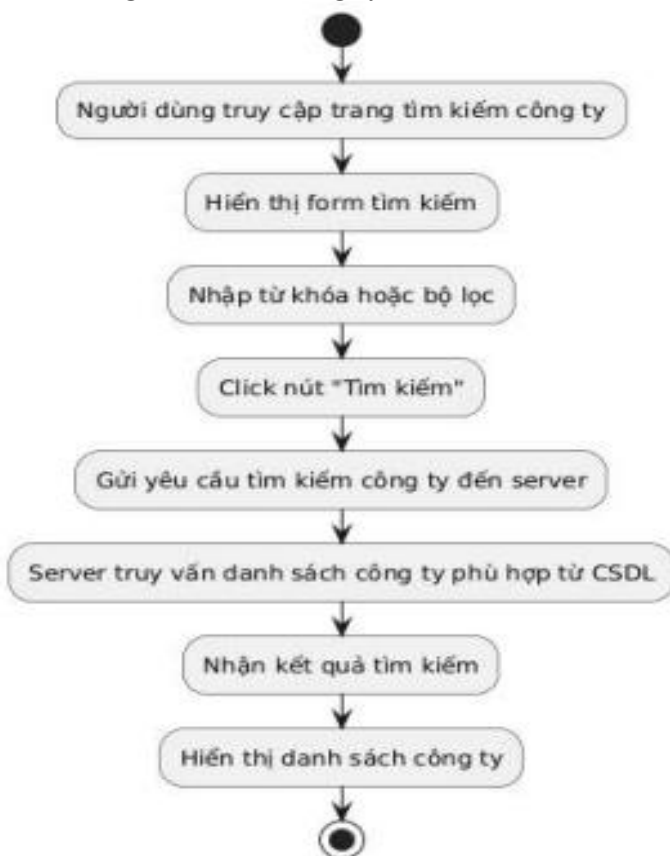 Người dùng truy cập trang tìm kiếm công ty
Hiển thị form tìm kiếm
Nhập từ khóa hoặc bộ lọc
Click nút "Tìm kiếm"
Gửi yêu cầu tìm kiếm công ty đến server
Server truy vấn danh sách công ty phù hợp từ CSDL
Nhận kết quả tìm kiếm
Hiển thị danh sách công ty